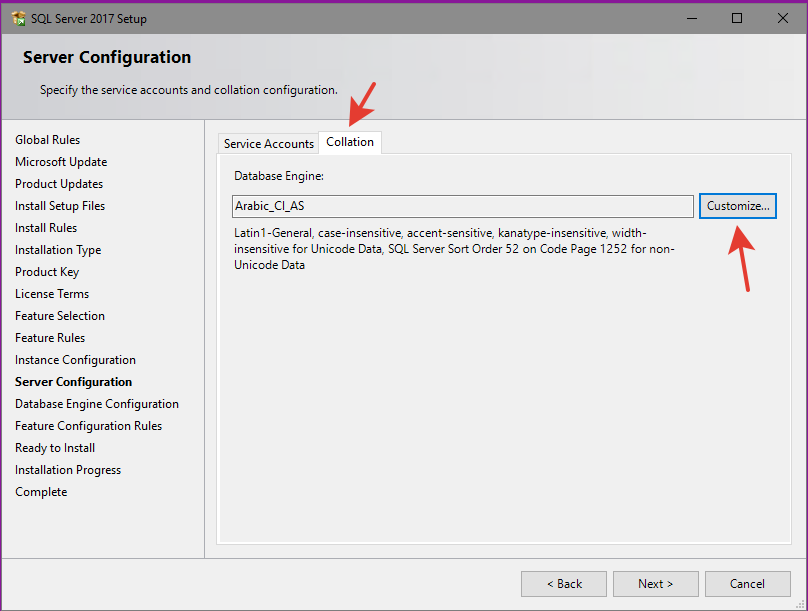 SQL Server 2017 Setup
Server Configuration
Specify the service accounts and collation configuration.
Global Rules
Microsoft Update
Product Updates
Install Setup Files
Install Rules
Installation Type
Product Key
License Terms
Feature Selection
Feature Rules
Instance Configuration
Server Configuration
Database Engine Configuration
Feature Configuration Rules
Ready to Install
Installation Progress
Complete
Service Accounts Collation
Database Engine:
Arabic_CI_AS Customize...
Latin1-General, case-insensitive, accent-sensitive, kanatype-insensitive, width-
insensitive for Unicode Data, SQL Server Sort Order 52 on Code Page 1252 for non-
Unicode Data
< Back Next > Cancel